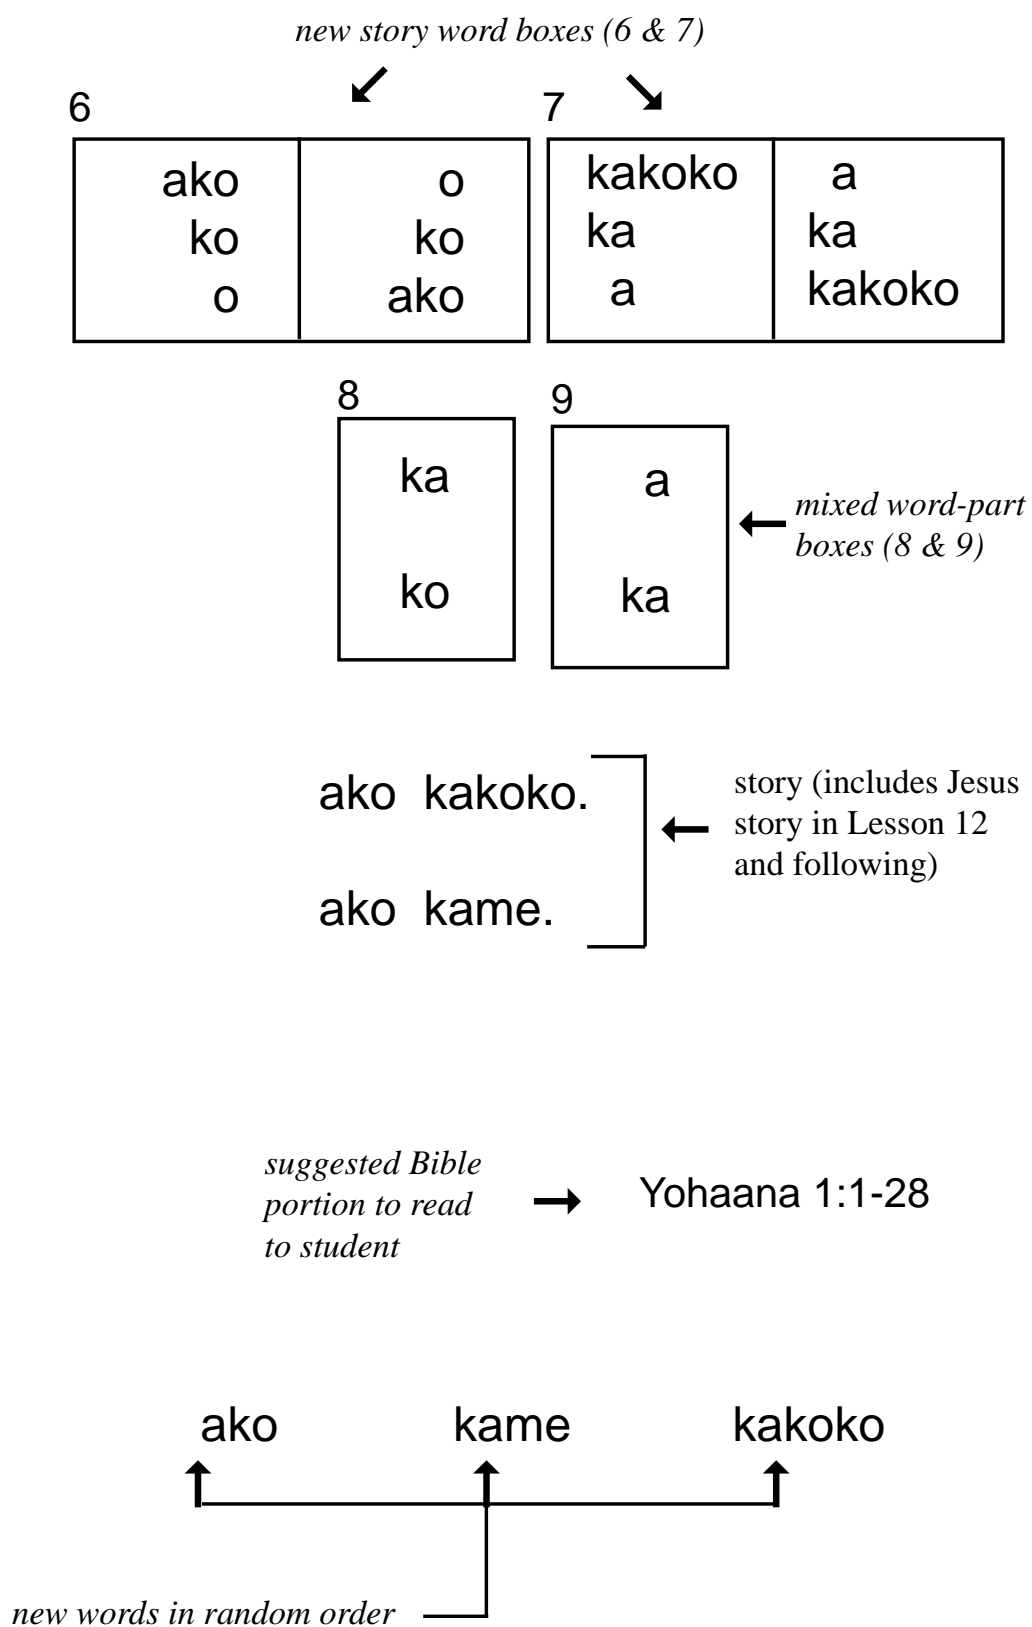 new story word boxes (6 & 7)
6
ako
ko
o
o
ko
ako
7
kakoko
ka
a
a
ka
kakoko
8
ka
ko
9
a
ka
mixed word-part
boxes (8 & 9)
ako kakoko.
ako kame.
story (includes Jesus
story in Lesson 12
and following)
suggested Bible
portion to read
to student
Yohaana 1:1-28
ako kame kakoko
new words in random order